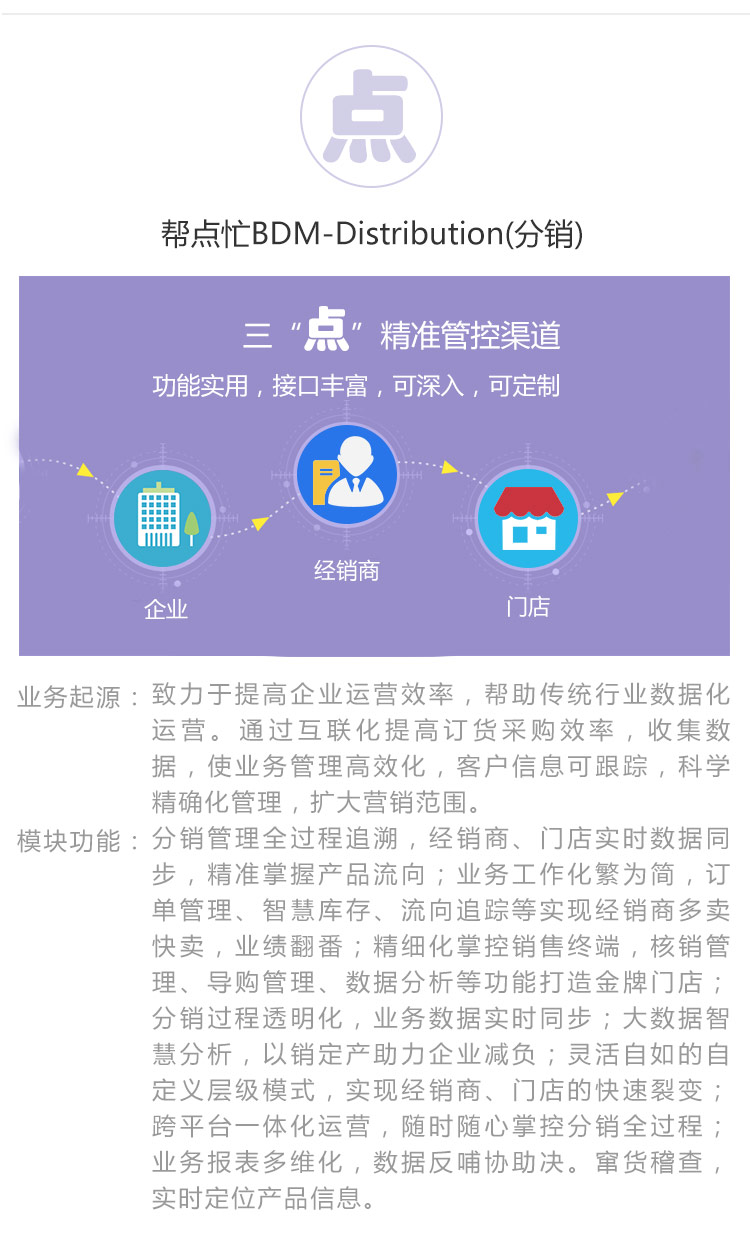 点
帮点忙BDM-Distribution(分销)
三“点”精准管控渠道
功能实用，接口丰富，可深入，可定制
经销商
企业
门店
业务起源：致力于提高企业运营效率，帮助传统行业数据化
运营。通过互联化提高订货采购效率，收集数
据，使业务管理高效化，客户信息可跟踪，科学
精确化管理，扩大营销范围。
模块功能：分销管理全过程追溯，经销商、门店实时数据同
步，精准掌握产品流向；业务工作化繁为简，订
单管理、智慧库存、流向追踪等实现经销商多卖
快卖，业绩翻番；精细化掌控销售终端，核销管
理、导购管理、数据分析等功能打造金牌门店；
分销过程透明化，业务数据实时同步；大数据智
慧分析，以销定产助力企业减负；灵活自如的自
定义层级模式，实现经销商、门店的快速裂变；
跨平台一体化运营，随时随心掌控分销全过程；
业务报表多维化，数据反哺协助决。窜货稽查，
实时定位产品信息。